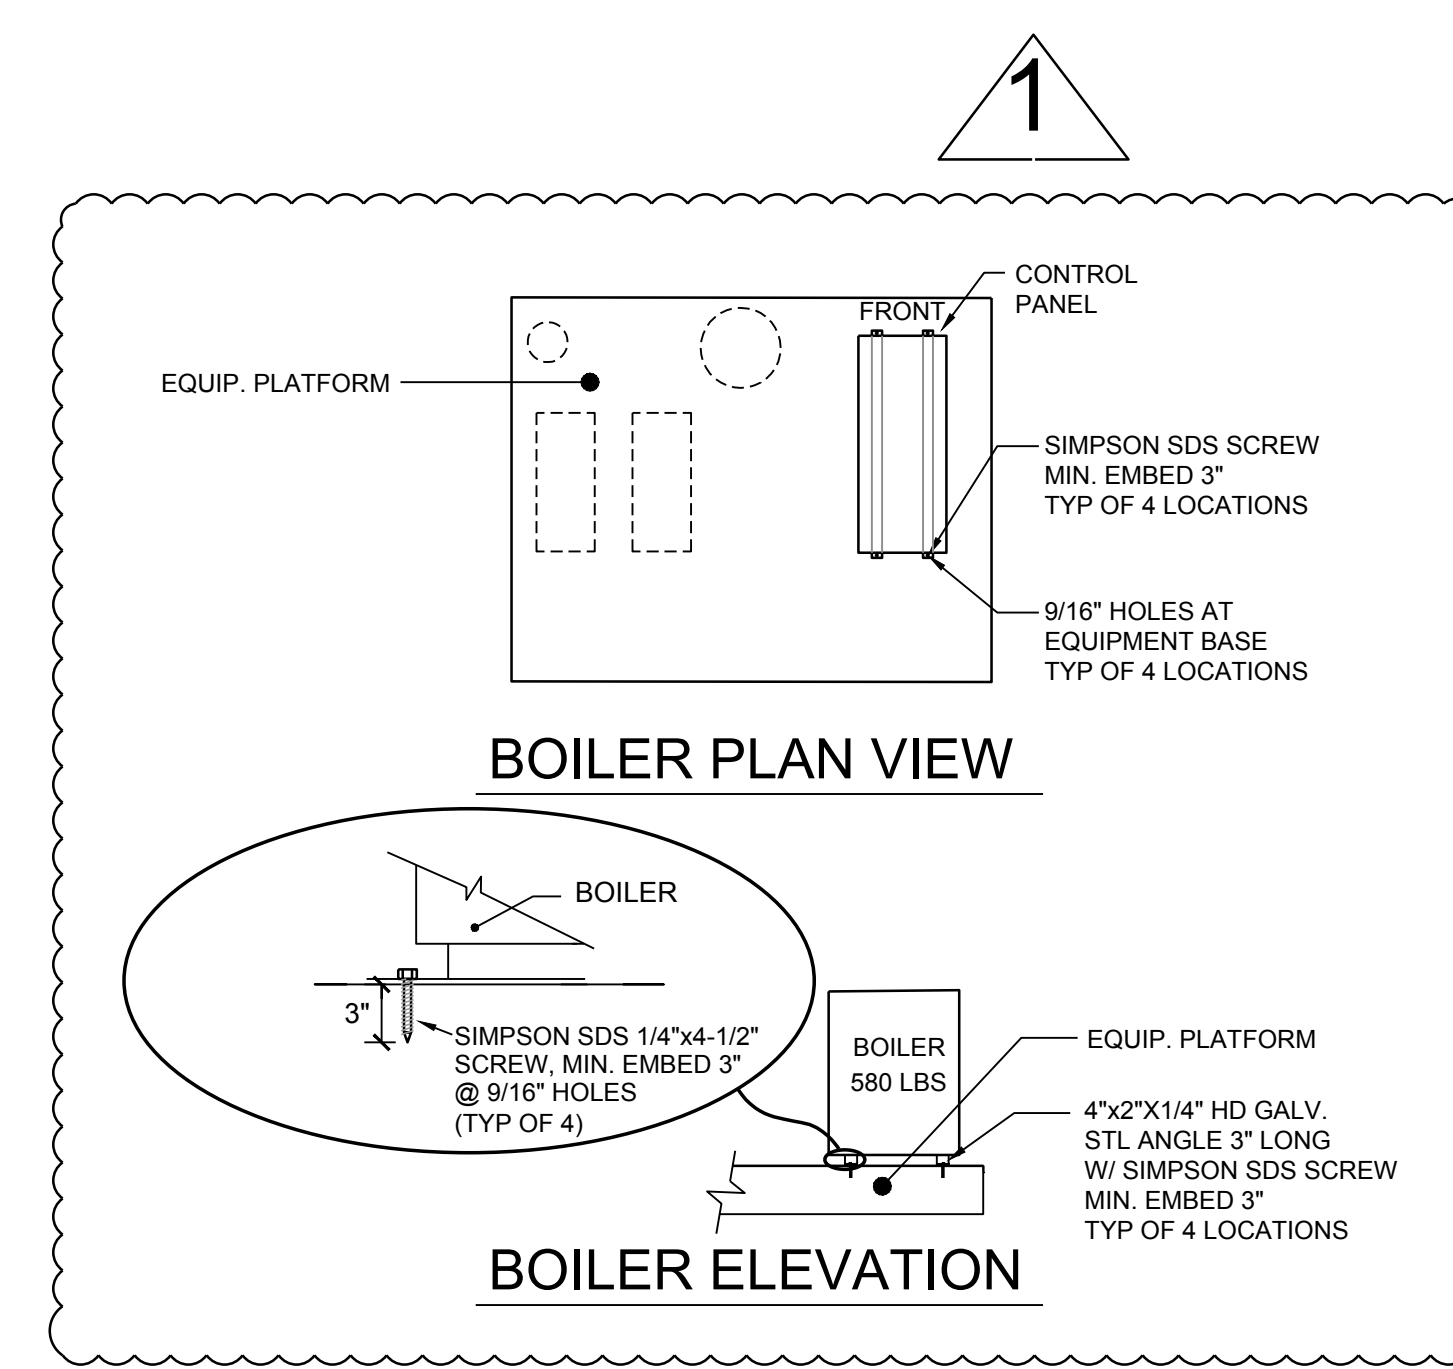 1
CONTROL
PANEL
FRONT
EQUIP. PLATFORM
SIMPSON SDS SCREW
MIN. EMBED 3"
TYP OF 4 LOCATIONS
9/16" HOLES AT
EQUIPMENT BASE
TYP OF 4 LOCATIONS
BOILER PLAN VIEW
BOILER
3"
SIMPSON SDS 1/4"x4-1/2"
SCREW, MIN. EMBED 3"
@ 9/16" HOLES
(TYP OF 4)
BOILER
580 LBS
EQUIP. PLATFORM
4"x2"X1/4" HD GALV.
STL ANGLE 3" LONG
W/ SIMPSON SDS SCREW
MIN. EMBED 3"
TYP OF 4 LOCATIONS
BOILER ELEVATION